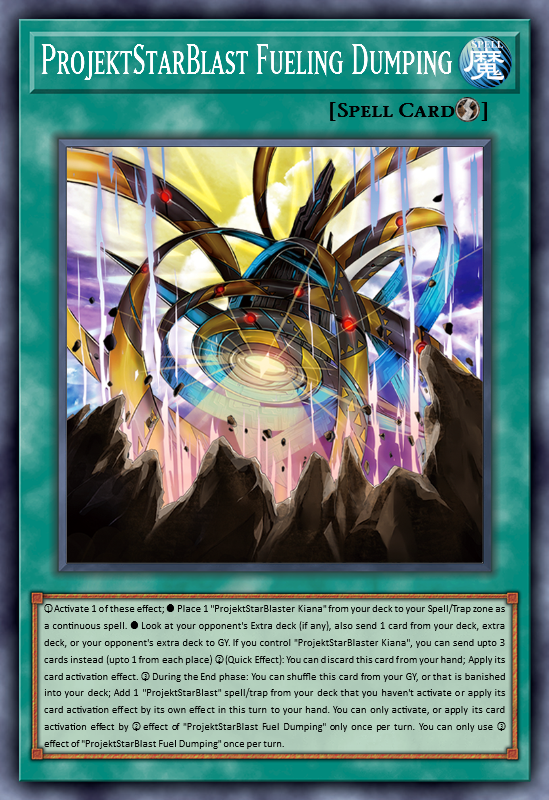 ProjektStarBlast Fueling Dumping
SPELL
魔
[Spell Card]
①Activate 1 of these effect; ● Place 1 "ProjektStarBlaster Kiana" from your deck to your Spell/Trap zone as
a continuous spell. ● Look at your opponent's Extra deck (if any), also send 1 card from your deck, extra
deck, or your opponent's extra deck to GY. If you control "ProjektStarBlaster Kiana", you can send upto 3
cards instead (upto 1 from each place) ②(Quick Effect): You can discard this card from your hand; Apply its
card activation effect. ③ During the End phase: You can shuffle this card from your GY, or that is banished
into your deck; Add 1 "ProjektStarBlast" spell/trap from your deck that you haven't activate or apply its
card activation effect by its own effect in this turn to your hand. You can only activate, or apply its card
activation effect by ② effect of "ProjektStarBlast Fuel Dumping" only once per turn. You can only use ③
effect of "ProjektStarBlast Fuel Dumping" once per turn.